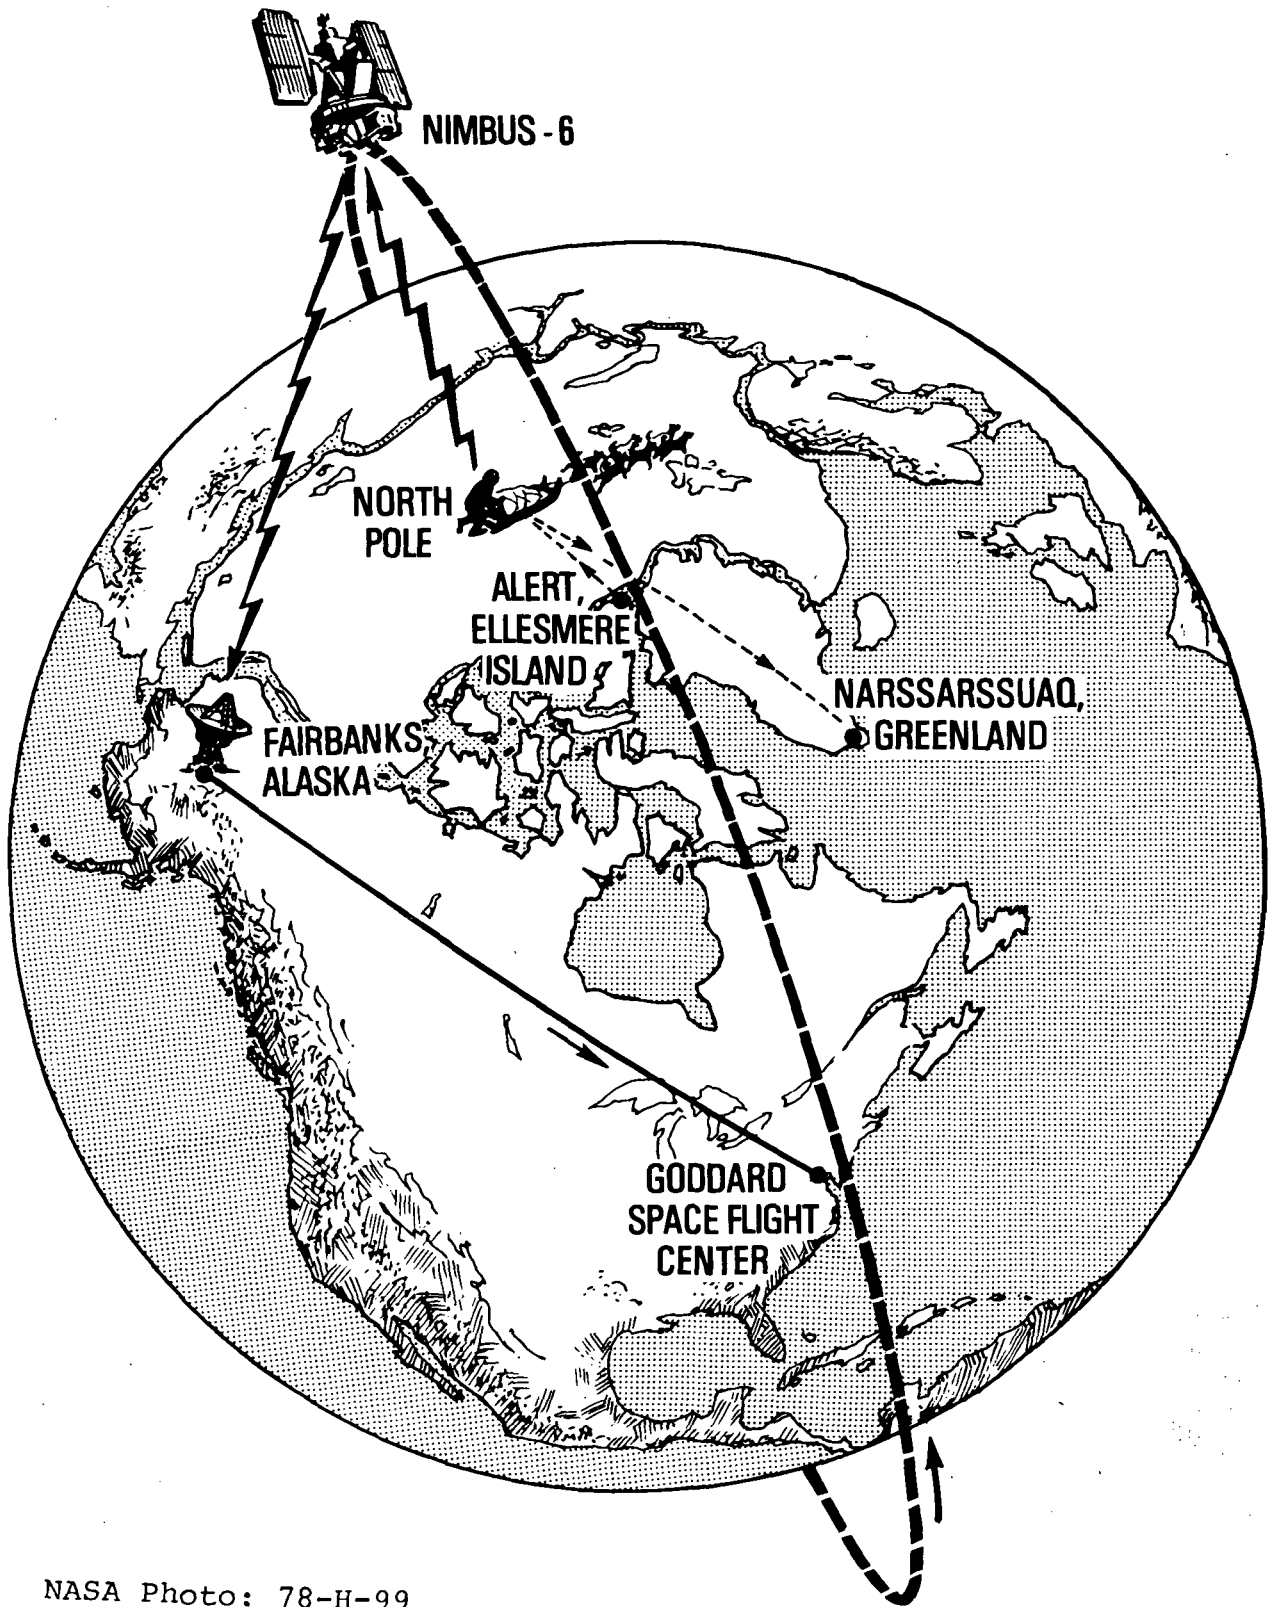 NIMBUS - 6
NORTH
POLE
ALERT,
ELLESMERE
ISLAND
NARSSARSSUAQ,
GREENLAND
FAIRBANKS,
ALASKA
GODDARD
SPACE FLIGHT
CENTER
NASA Photo: 78-H-99